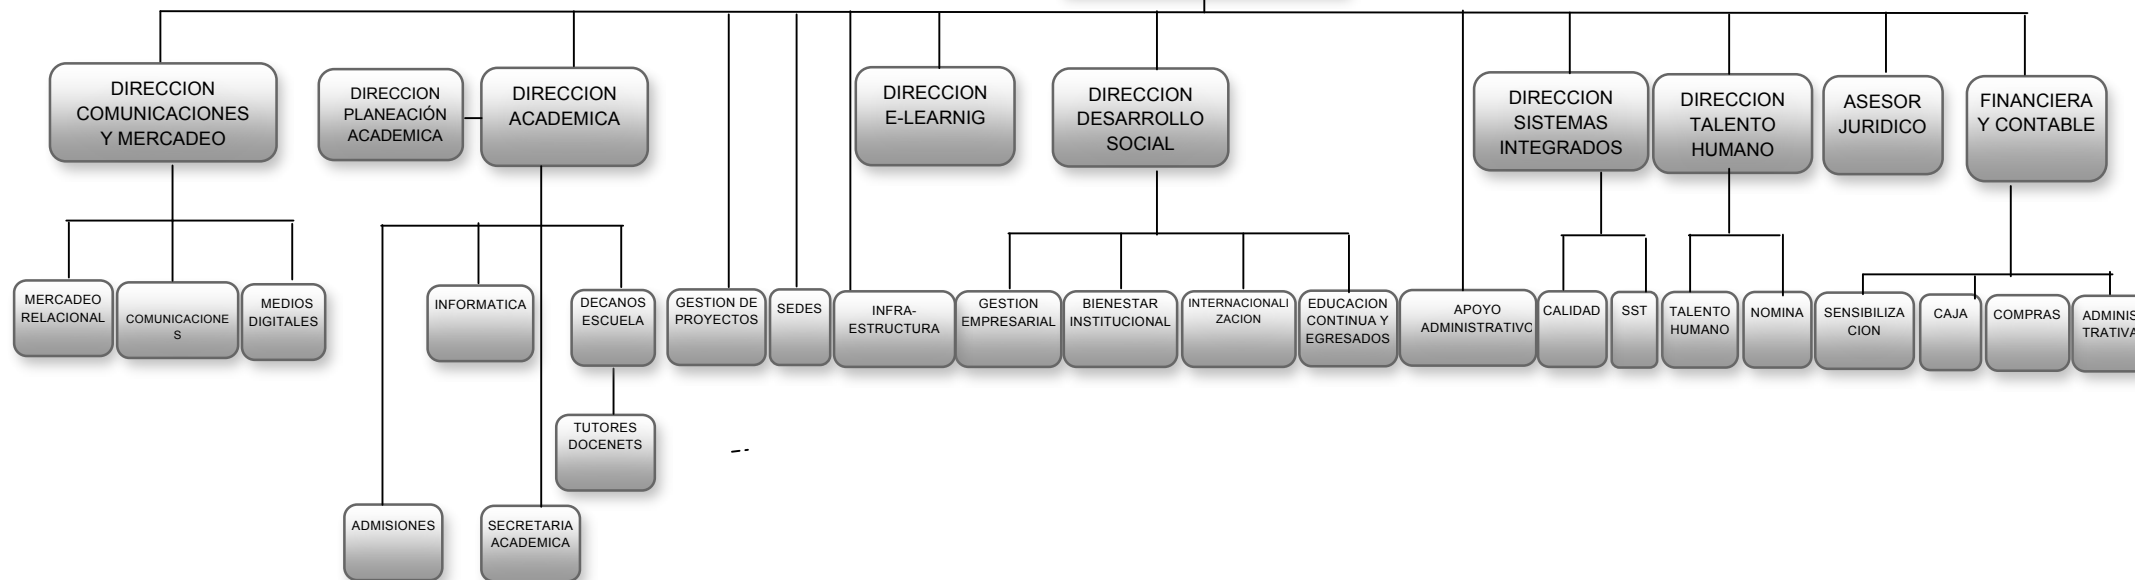 DIRECCION
COMUNICACIONES
Y MERCADEO
DIRECCION
PLANEACIÓN
ACADEMICA
DIRECCION
ACADEMICA
DIRECCION
E-LEARNIG
DIRECCION
DESARROLLO
SOCIAL
DIRECCION
SISTEMAS
INTEGRADOS
DIRECCION
TALENTO
HUMANO
ASESOR
JURIDICO
FINANCIERA
Y CONTABLE
MERCADEO
RELACIONAL
COMUNICACIONE
S
MEDIOS
DIGITALES
INFORMATICA
DECANOS
ESCUELA
GESTION DE
PROYECTOS
SEDES
INFRA-
ESTRUCTURA
GESTION
EMPRESARIAL
BIENESTAR
INSTITUCIONAL
INTERNACIONALI
ZACION
EDUCACION
CONTINUA Y
EGRESADOS
APOYO
ADMINISTRATIVO
CALIDAD
SST
TALENTO
HUMANO
NOMINA
SENSIBILIZA
CION
CAJA
COMPRAS
ADMINIS
TRATIVA
TUTORES
DOCENETS
ADMISIONES
SECRETARIA
ACADEMICA